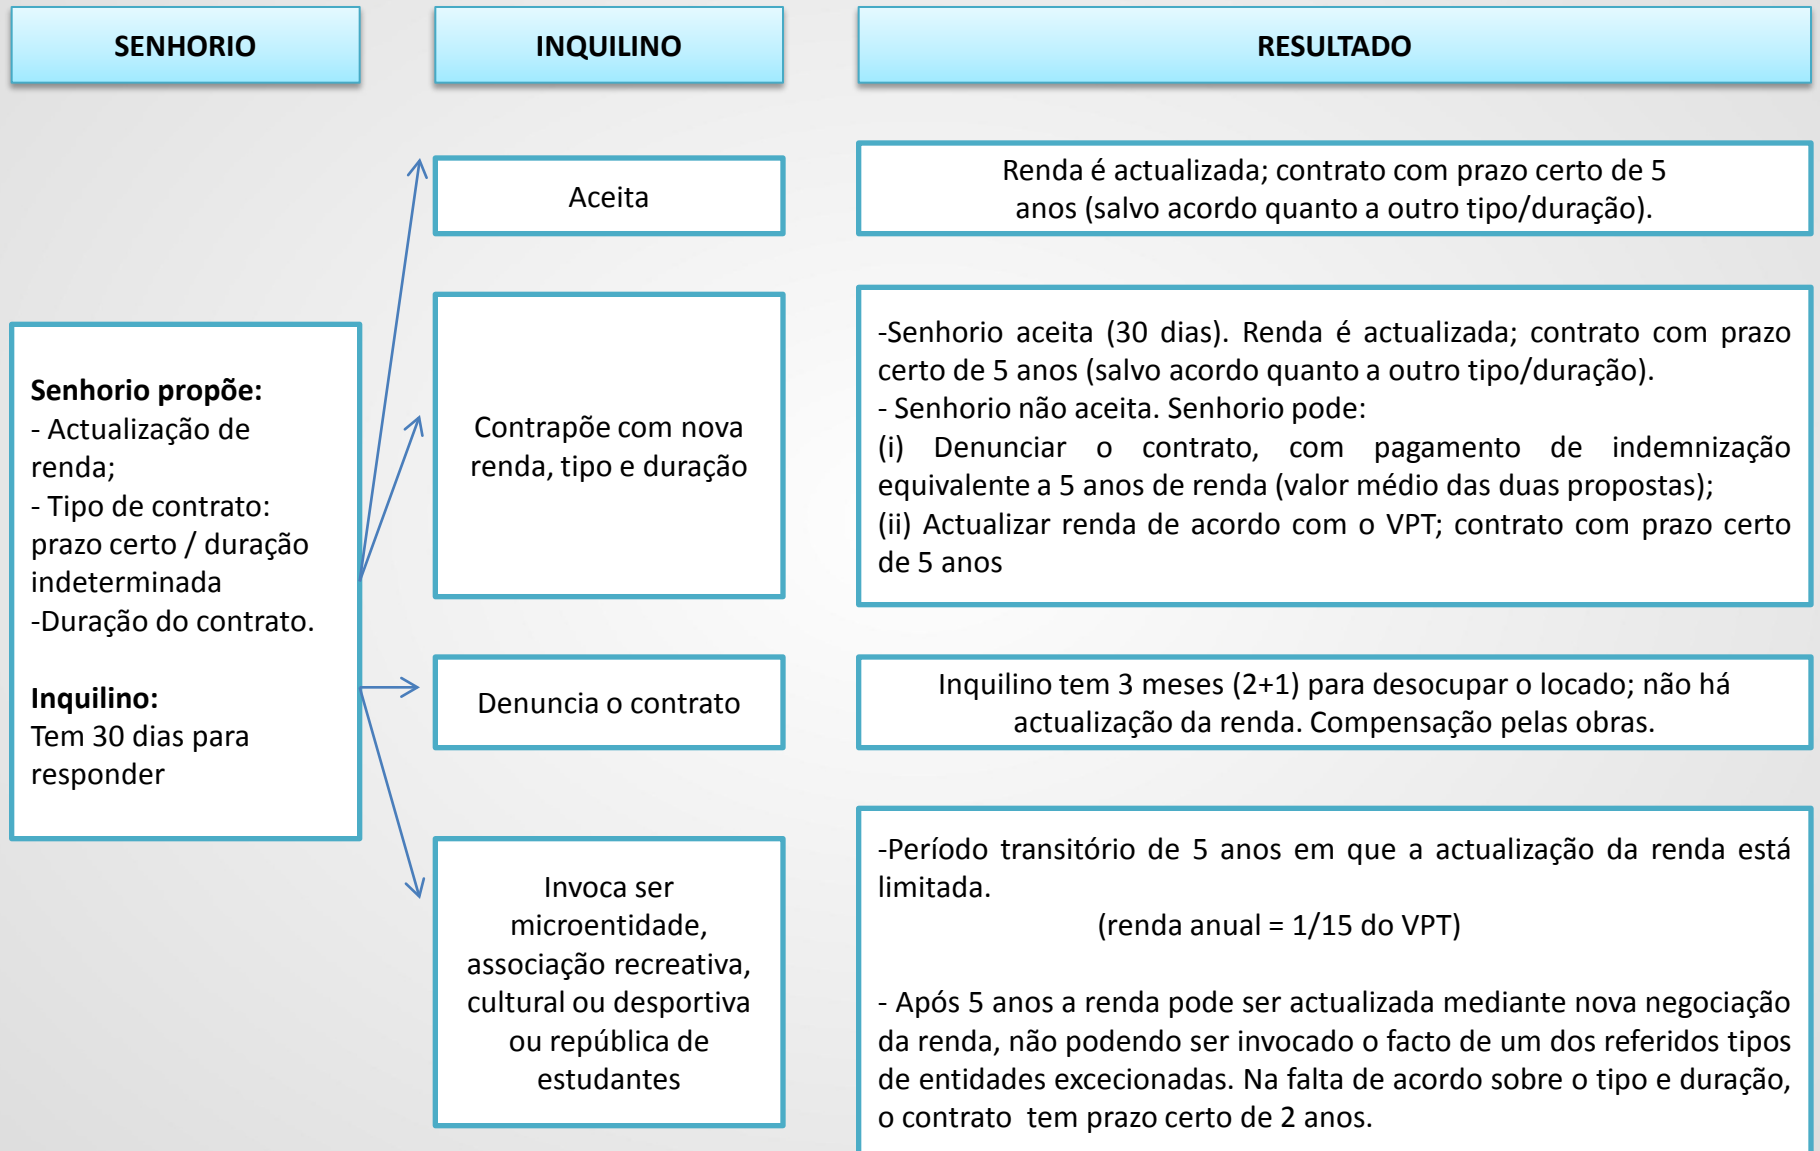 SENHORIO
INQUILINO
RESULTADO
Senhorio propõe:
- Actualização de
renda;
- Tipo de contrato:
prazo certo / duração
indeterminada
-Duração do contrato.
Inquilino:
Tem 30 dias para
responder
Aceita
Renda é actualizada; contrato com prazo certo de 5
anos (salvo acordo quanto a outro tipo/duração).
Contrapõe com nova
renda, tipo e duração
-Senhorio aceita (30 dias). Renda é actualizada; contrato com prazo
certo de 5 anos (salvo acordo quanto a outro tipo/duração).
- Senhorio não aceita. Senhorio pode:
(i) Denunciar o contrato, com pagamento de indemnização
equivalente a 5 anos de renda (valor médio das duas propostas);
(ii) Actualizar renda de acordo com o VPT; contrato com prazo certo
de 5 anos
Denuncia o contrato
Inquilino tem 3 meses (2+1) para desocupar o locado; não há
actualização da renda. Compensação pelas obras.
Invoca ser
microentidade,
associação recreativa,
cultural ou desportiva
ou república de
estudantes
-Período transitório de 5 anos em que a actualização da renda está
limitada.
(renda anual = 1/15 do VPT)
- Após 5 anos a renda pode ser actualizada mediante nova negociação
da renda, não podendo ser invocado o facto de um dos referidos tipos
de entidades excecionadas. Na falta de acordo sobre o tipo e duração,
o contrato tem prazo certo de 2 anos.